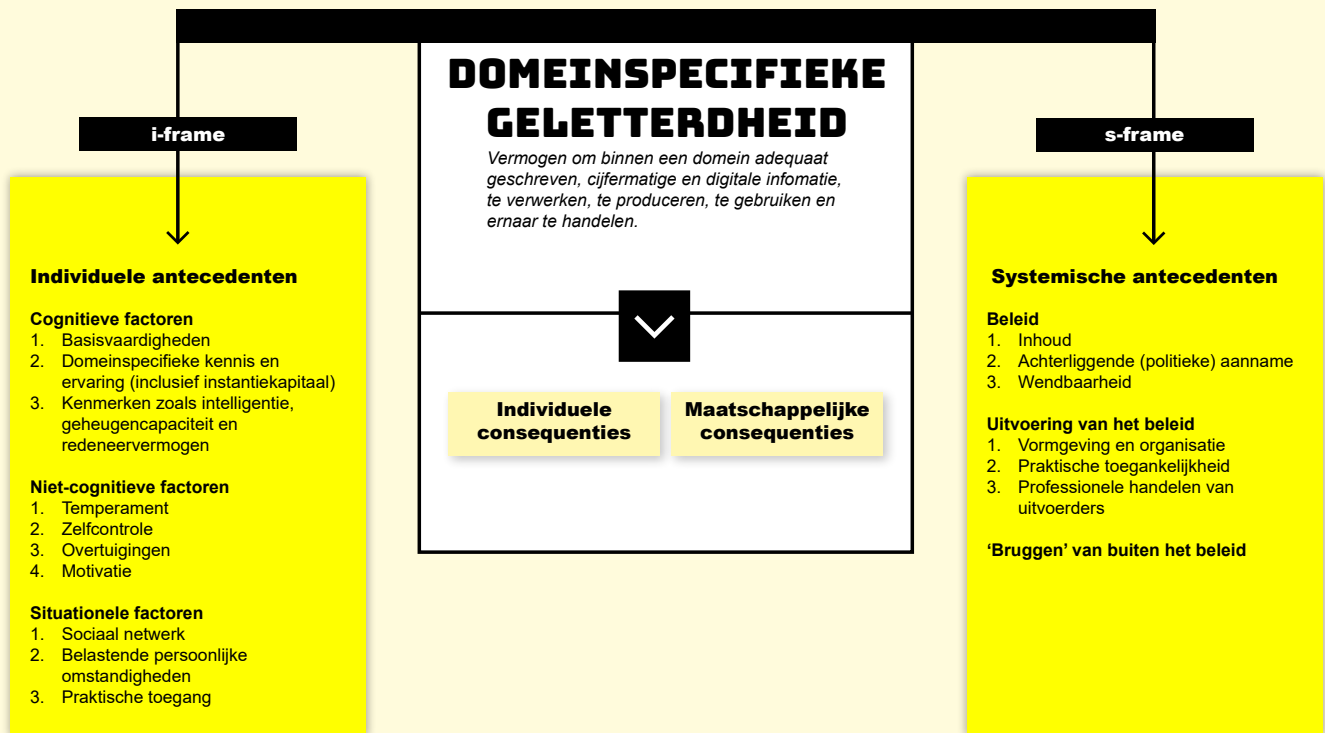 DOMEINSPECIFIEKE
GELETTERDHEID
Vermogen om binnen een domein adequaat
geschreven, cijfermatige en digitale infomatie,
te verwerken, te produceren, te gebruiken en
ernaar te handelen.
i-frame
Individuele antecedenten
Cognitieve factoren
1. Basisvaardigheden
2. Domeinspecifieke kennis en
ervaring (inclusief instantiekapitaal)
3. Kenmerken zoals intelligentie,
geheugencapaciteit en
redeneervermogen
Niet-cognitieve factoren
1. Temperament
2. Zelfcontrole
3. Overtuigingen
4. Motivatie
Situationele factoren
1. Sociaal netwerk
2. Belastende persoonlijke
omstandigheden
3. Praktische toegang
Individuele
consequenties
Maatschappelijke
consequenties
s-frame
Systemische antecedenten
Beleid
1. Inhoud
2. Achterliggende (politieke) aanname
3. Wendbaarheid
Uitvoering van het beleid
1. Vormgeving en organisatie
2. Praktische toegankelijkheid
3. Professionele handelen van
uitvoerders
‘Bruggen’ van buiten het beleid